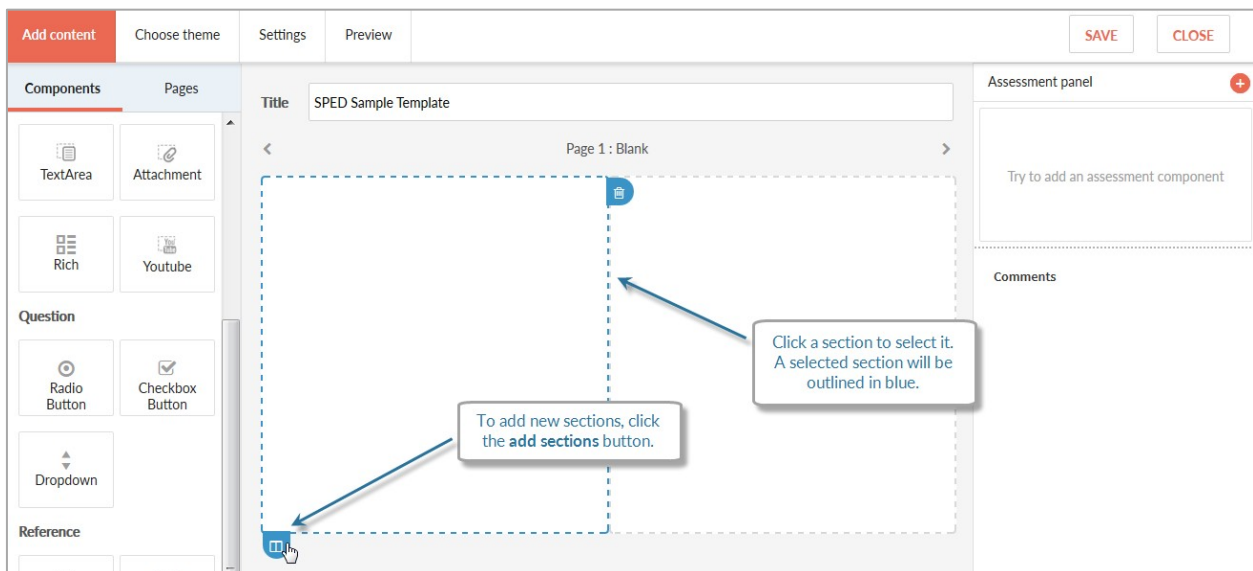 Add content
Choose theme
Settings
Preview
SAVE
CLOSE
Components
Pages
Title
SPED Sample Template
Assessment panel
Page 1 : Blank
TextArea
Attachment
Try to add an assessment component
Rich
Youtube
Comments
Question
Click a section to select it.
A selected section will be
outlined in blue.
Radio
Button
Checkbox
Button
To add new sections, click
the add sections button.
Dropdown
Reference